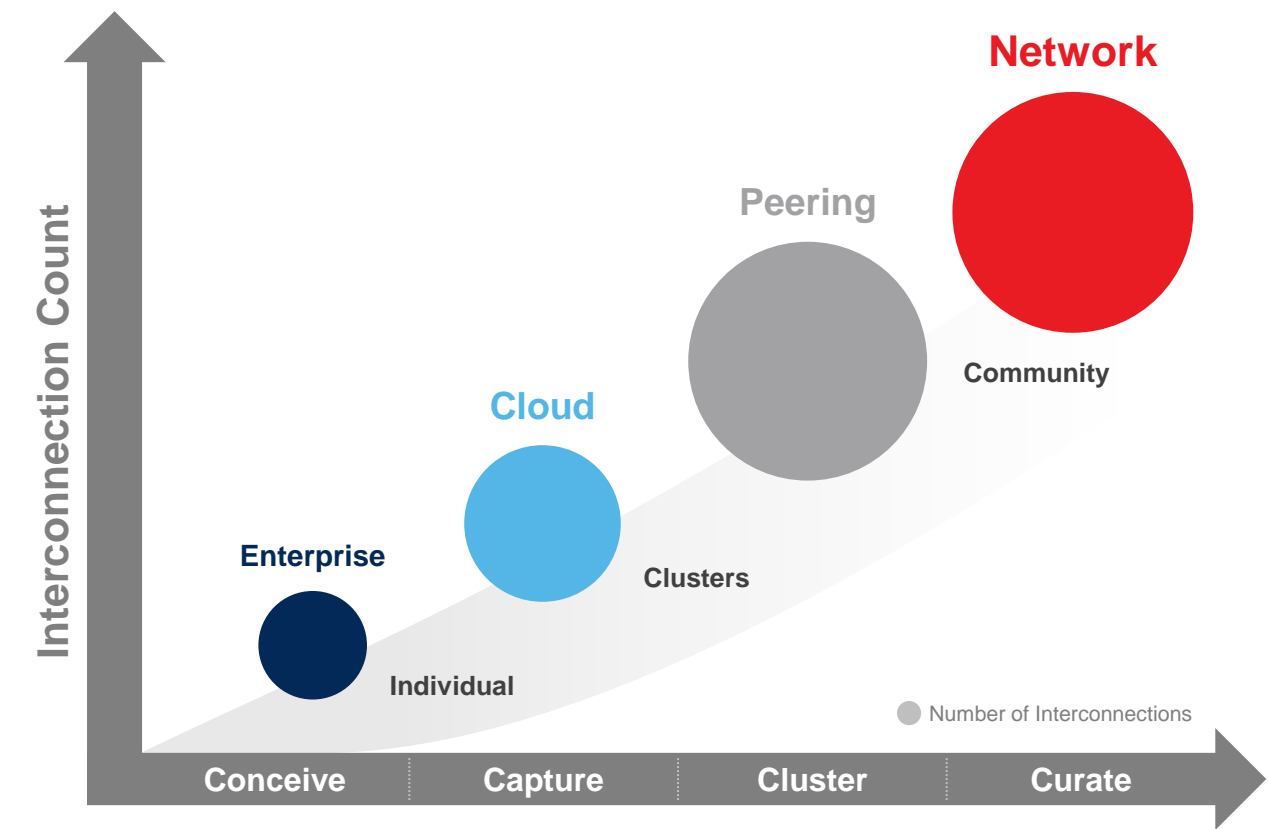 Network
Peering
Cloud
Enterprise
Community
Clusters
Individual
Interconnection Count
Number of Interconnections
Conceive
Capture
Cluster
Curate